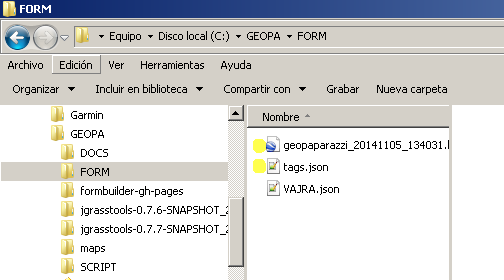 FORM
Equipo Disco local (C:) GEOPA FORM
Archivo Edición Ver Herramientas Ayuda
Organizar Incluir en biblioteca Compartir con Grabar Nueva carpeta
Garmin
GEOPA
DOCS
FORM
formbuilder-gh-pages
jgrasstools-0.7.6-SNAPSHOT_2
jgrasstools-0.7.7-SNAPSHOT_2
maps
SCRIPT
Nombre
geopaparazzi_20141105_134031.
tags.json
VAJRA.json